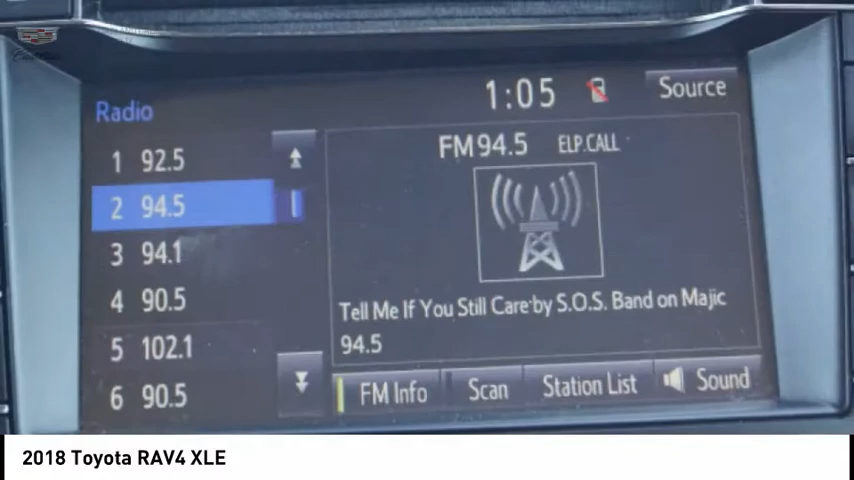 1:05
Source
Radio
FM 94.5 ELP.CALL
1 92.5
2 94.5
3 94.1
4 90.5
5 102.1
6 90.5
Tell Me If You Still Care by S.O.S. Band on Majic
94.5
FM Info
Scan
Station List
Sound
2018 Toyota RAV4 XLE